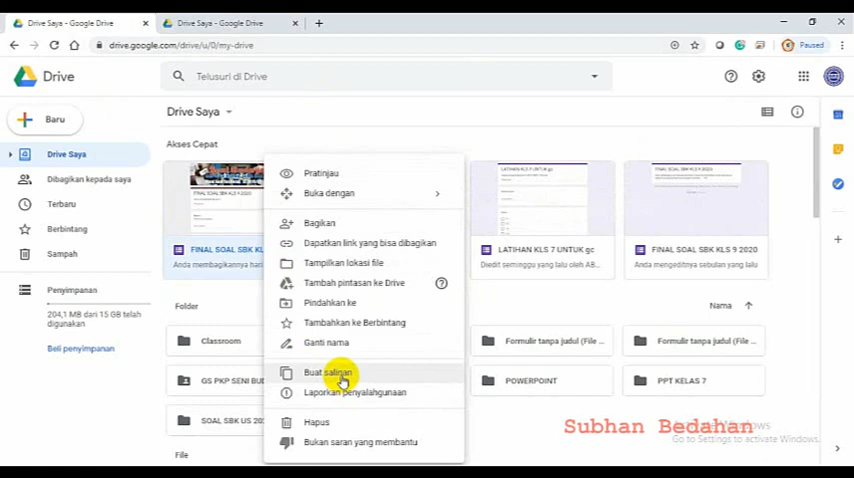 Drive Saya - Google Drive
Drive Saya - Google Drive
drive.google.com/drive/u/0/my-drive
Paused
Drive
Telusuri di Drive
Baru
Drive Saya
Drive Saya
Dibagikan kepada saya
Terbaru
Berbintang
Sampah
Penyimpanan
204,1 MB dari 15 GB telah
digunakan
Beli penyimpanan
Akses Cepat
FINAL SOAL SBK KL
Anda membagikannya hari
LATIHAN KLS 7 UNTUK gc
Diedit seminggu yang lalu oleh AB...
FINAL SOAL SBK KLS 9 2020
Anda mengeditnya sebulan yang lalu
Pratinjau
Buka dengan
Bagikan
Dapatkan link yang bisa dibagikan
Tampilkan lokasi file
Tambah pintasan ke Drive
Pindahkan ke
Tambahkan ke Berbintang
Ganti nama
Buat salinan
Laporkan penyalahgunaan
Hapus
Bukan saran yang membantu
Folder
Nama
Classroom
Formulir tanpa judul (File ...
Formulir tanpa judul (File ...
GS PKP SENI BUD
POWERPOINT
PPT KELAS 7
SOAL SBK US 202
File
Subhan Bedahan
Activate Windows
Go to Settings to activate Windows.